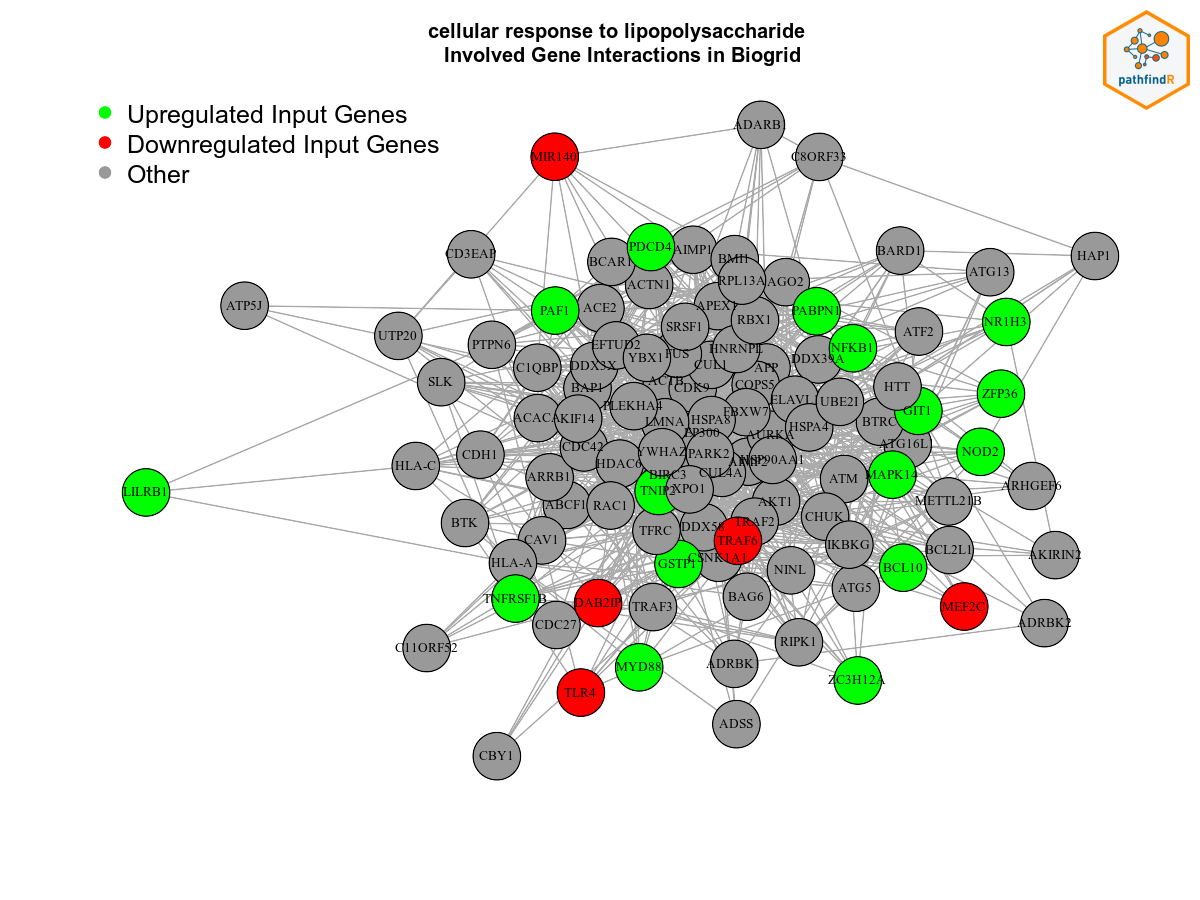 cellular response to lipopolysaccharide
Involved Gene Interactions in Biogrid
pathfindR
Upregulated Input Genes
Downregulated Input Genes
Other
ADARB1
MIR140
C8ORF33
PDCD4
AIMP1
BARD1
CD3EAP
HAP1
BCAR1
BMI1
ATG13
RPL13A
AGO2
ACTN1
ATP5J
ACE2
APEX1
PAF1
PABPN1
RBX1
NR1H3
SRSF1
ATF2
UTP20
PTPN6
EFTUD2
NFKB1
HNRNPL
FUS
YBX1
DDX39A
C1QBP
DDX3X
CUL1
APP
SLK
ACTB
COPS5
HTT
BAP1
CDK9
ZFP36
ELAVL1
UBE2I
PLEKHA4
GIT1
FBXW7
ACACA
KIF14
LMNA
HSPA8
BTRC
HSPA4
EP300
AURKA
ATG16L1
CDC42
YWHAZ
PARK2
NOD2
CDH1
HSP90AA1
HDAC6
HLA-C
BIRC3
CUL4A
MAPK14
ARRB1
ATM
ARHGEF6
LILRB1
TNIP2
XPO1
METTL21B
AKT1
ABCF1
RAC1
CHUK
BTK
TRAF2
DDX58
TFRC
CAV1
TRAF6
IKBKG
BCL2L1
AKIRIN2
CSNK1A1
HLA-A
GSTP1
BCL10
NINL
ATG5
BAG6
TNFRSF1B
DAB2IP
TRAF3
MEF2C
CDC27
ADRBK2
RIPK1
C11ORF52
ADRBK1
MYD88
ZC3H12A
TLR4
ADSS
CBY1